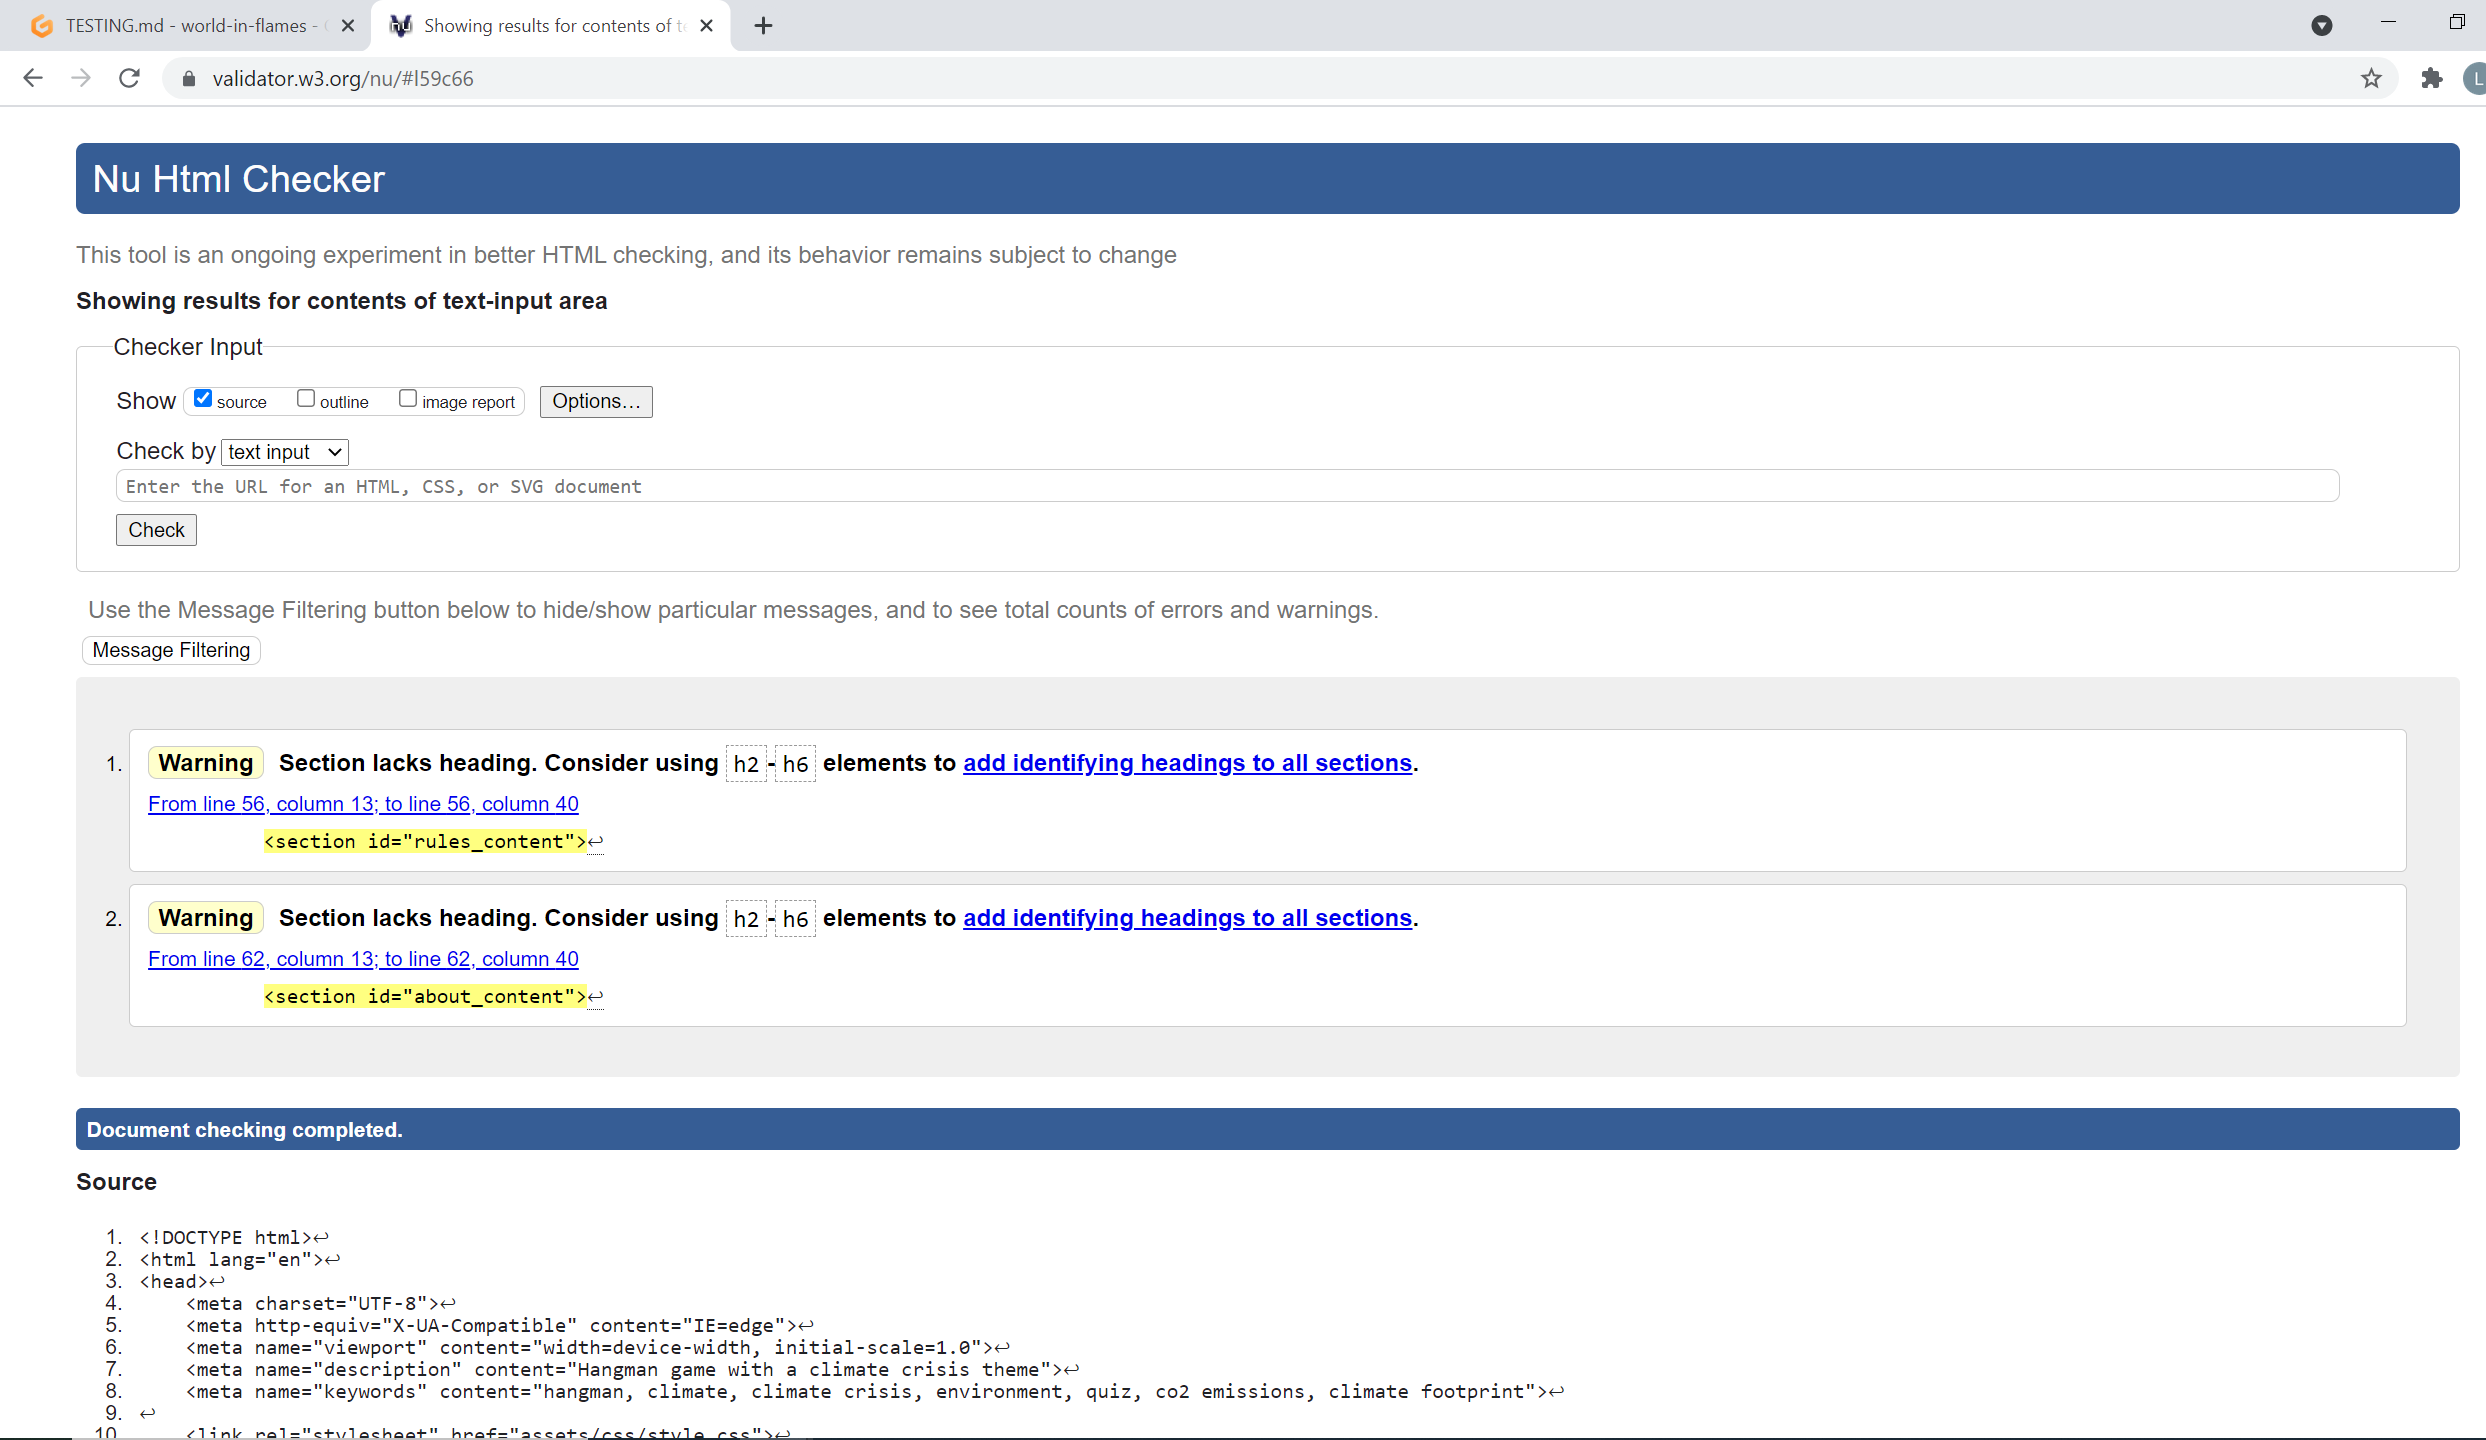 TESTING.md - world-in-flames -
Showing results for contents of t
validator.w3.org/nu/#l59c66
L
Nu Html Checker
This tool is an ongoing experiment in better HTML checking, and its behavior remains subject to change
Showing results for contents of text-input area
Checker Input
Show source outline image report Options...
Check by text input
Enter the URL for an HTML, CSS, or SVG document
Check
Use the Message Filtering button below to hide/show particular messages, and to see total counts of errors and warnings.
Message Filtering
1. Warning Section lacks heading. Consider using h2-h6 elements to add identifying headings to all sections.
From line 56, column 13; to line 56, column 40
<section id="rules_content">↩
2. Warning Section lacks heading. Consider using h2-h6 elements to add identifying headings to all sections.
From line 62, column 13; to line 62, column 40
<section id="about_content">↩
Document checking completed.
Source
1. <!DOCTYPE html>↩
2. <html lang="en">↩
3. <head>↩
4. <meta charset="UTF-8">↩
5. <meta http-equiv="X-UA-Compatible" content="IE=edge">↩
6. <meta name="viewport" content="width=device-width, initial-scale=1.0">↩
7. <meta name="description" content="Hangman game with a climate crisis theme">↩
8. <meta name="keywords" content="hangman, climate, climate crisis, environment, quiz, co2 emissions, climate footprint">↩
9. ↩
10. <link rel="stylesheet" href="assets/css/style.css">↩